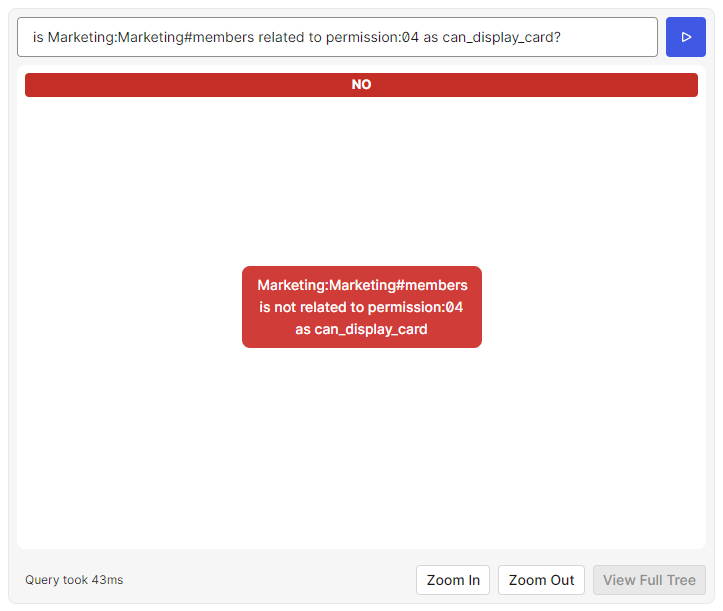 is Marketing:Marketing#members related to permission:04 as can_display_card?
NO
Marketing:Marketing#members
is not related to permission:04
as can_display_card
Query took 43ms
Zoom In
Zoom Out
View Full Tree